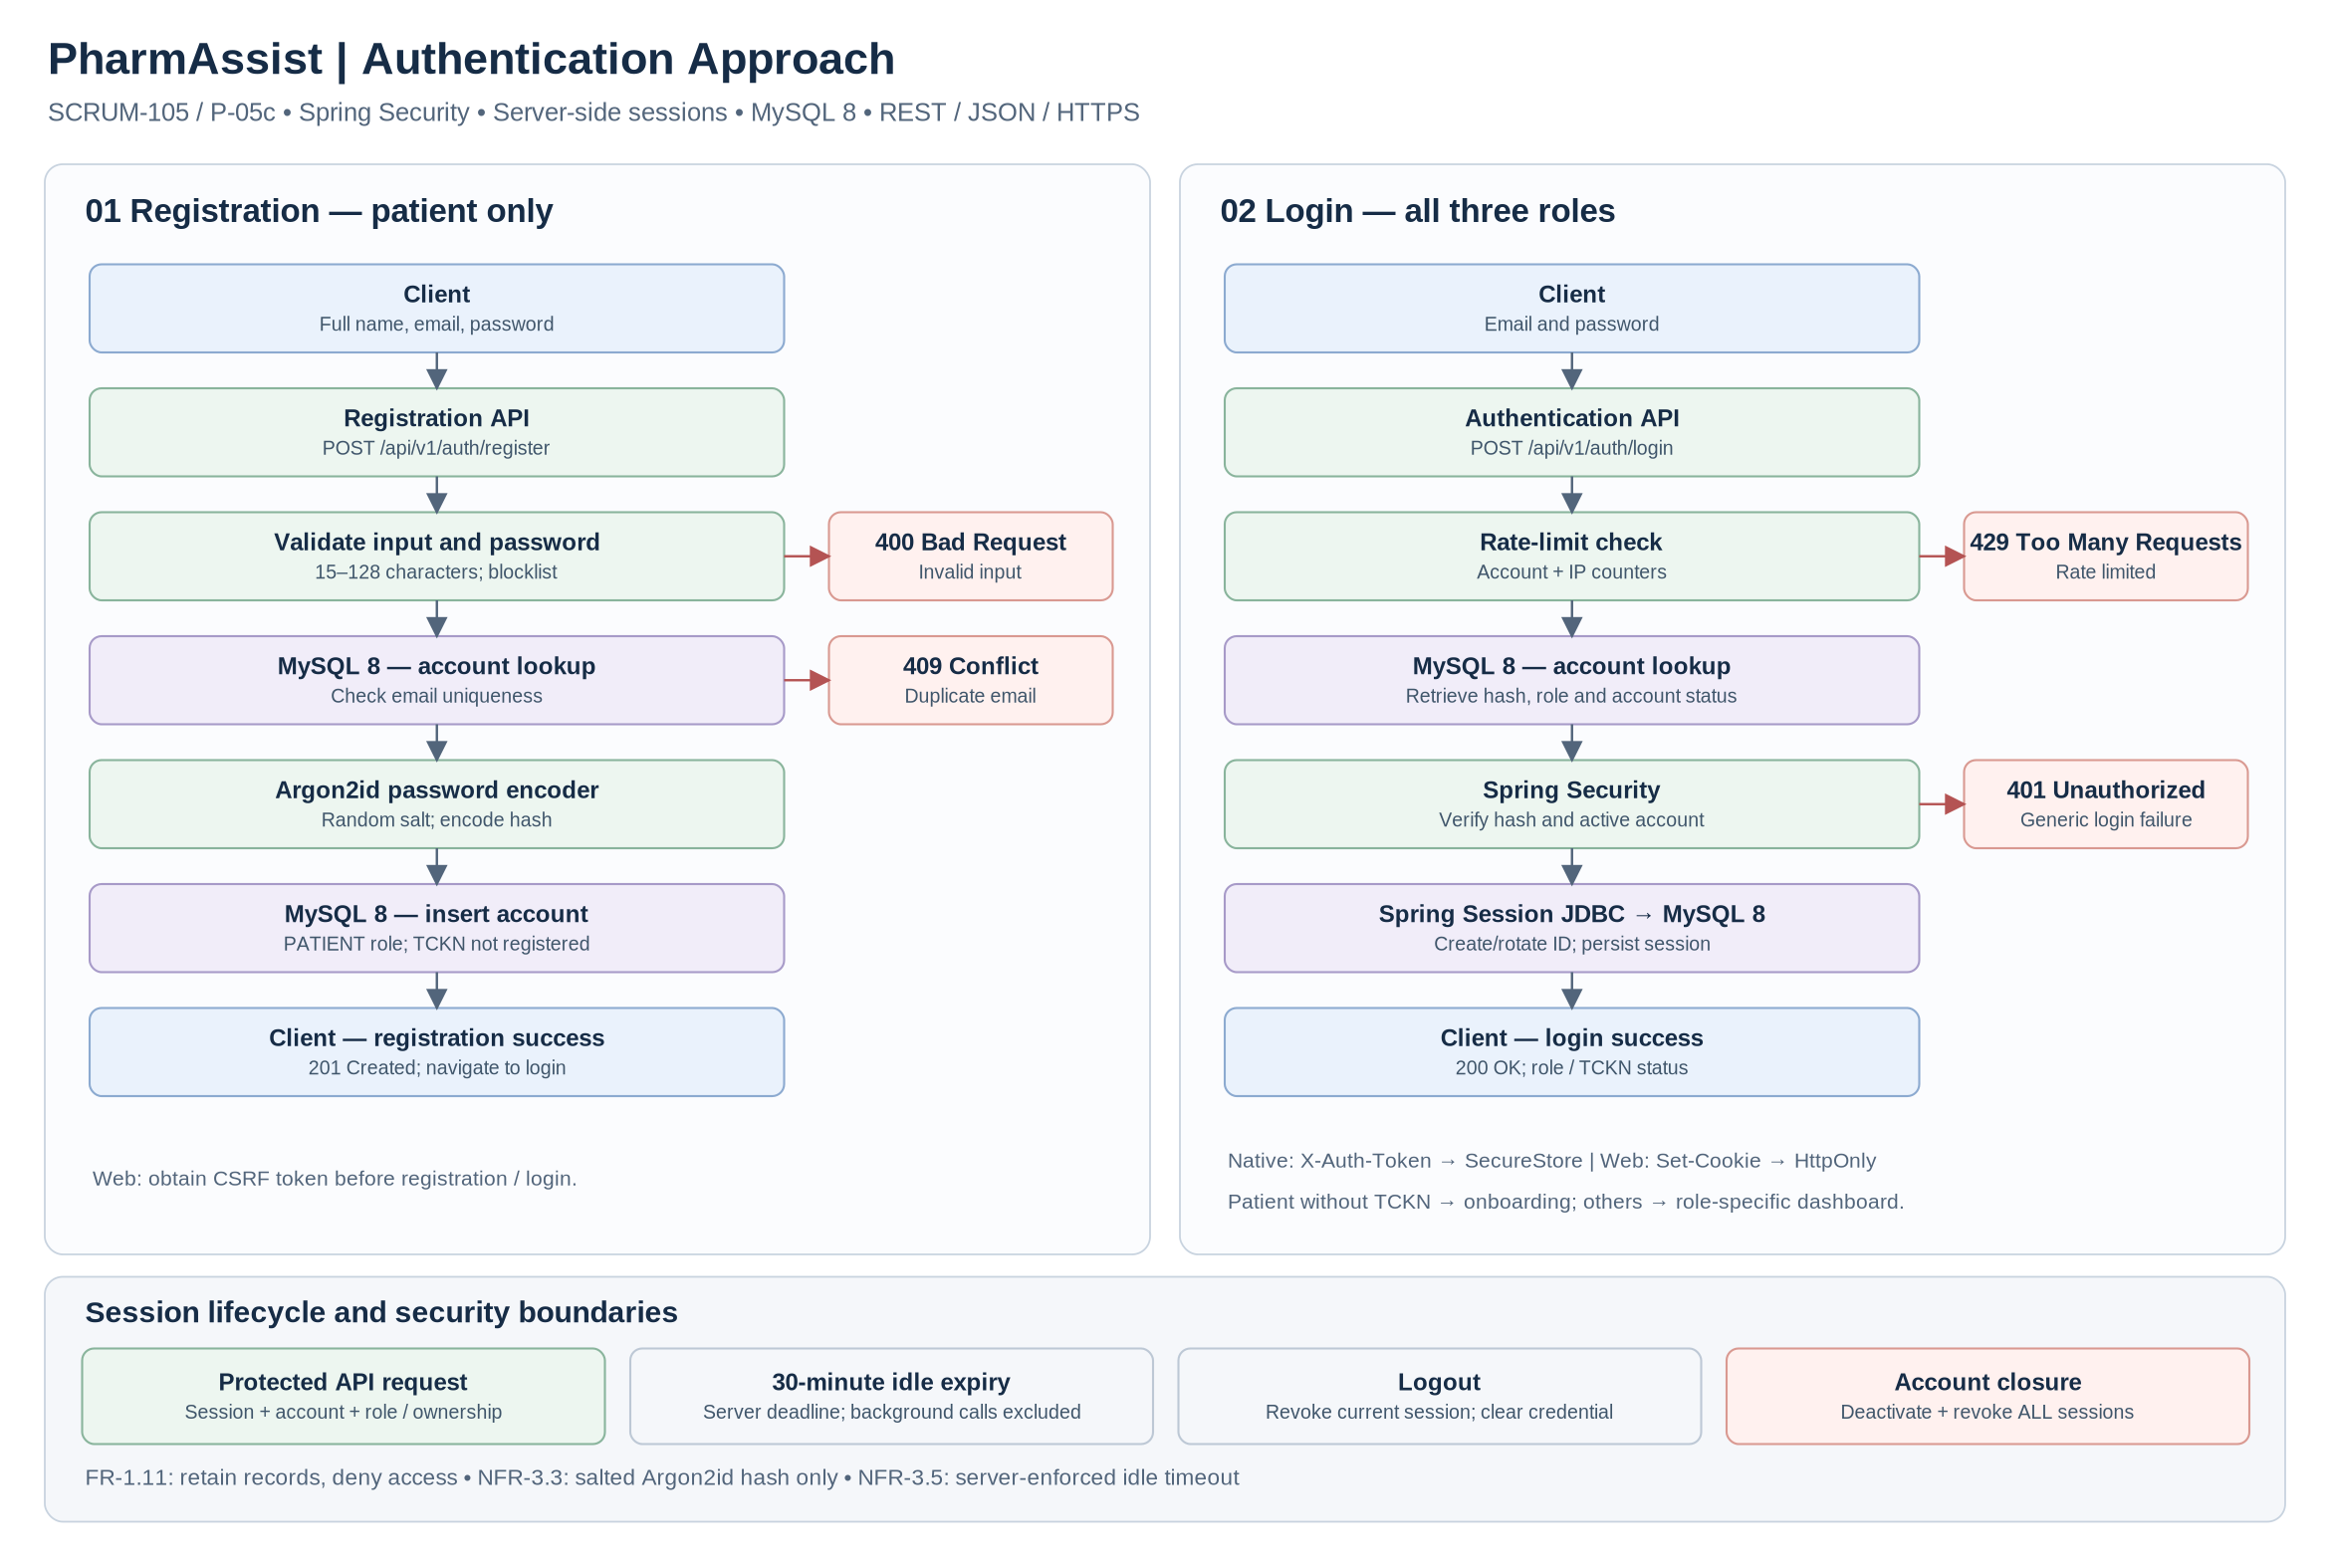 PharmAssist | Authentication Approach
SCRUM-105 / P-05c • Spring Security • Server-side sessions • MySQL 8 • REST / JSON / HTTPS
01 Registration — patient only
Client
Full name, email, password
Registration API
POST /api/v1/auth/register
Validate input and password
15–128 characters; blocklist
400 Bad Request
Invalid input
MySQL 8 — account lookup
Check email uniqueness
409 Conflict
Duplicate email
Argon2id password encoder
Random salt; encode hash
MySQL 8 — insert account
PATIENT role; TCKN not registered
Client — registration success
201 Created; navigate to login
Web: obtain CSRF token before registration / login.
02 Login — all three roles
Client
Email and password
Authentication API
POST /api/v1/auth/login
Rate-limit check
Account + IP counters
429 Too Many Requests
Rate limited
MySQL 8 — account lookup
Retrieve hash, role and account status
Spring Security
Verify hash and active account
401 Unauthorized
Generic login failure
Spring Session JDBC → MySQL 8
Create/rotate ID; persist session
Client — login success
200 OK; role / TCKN status
Native: X-Auth-Token → SecureStore | Web: Set-Cookie → HttpOnly
Patient without TCKN → onboarding; others → role-specific dashboard.
Session lifecycle and security boundaries
Protected API request
Session + account + role / ownership
30-minute idle expiry
Server deadline; background calls excluded
Logout
Revoke current session; clear credential
Account closure
Deactivate + revoke ALL sessions
FR-1.11: retain records, deny access • NFR-3.3: salted Argon2id hash only • NFR-3.5: server-enforced idle timeout